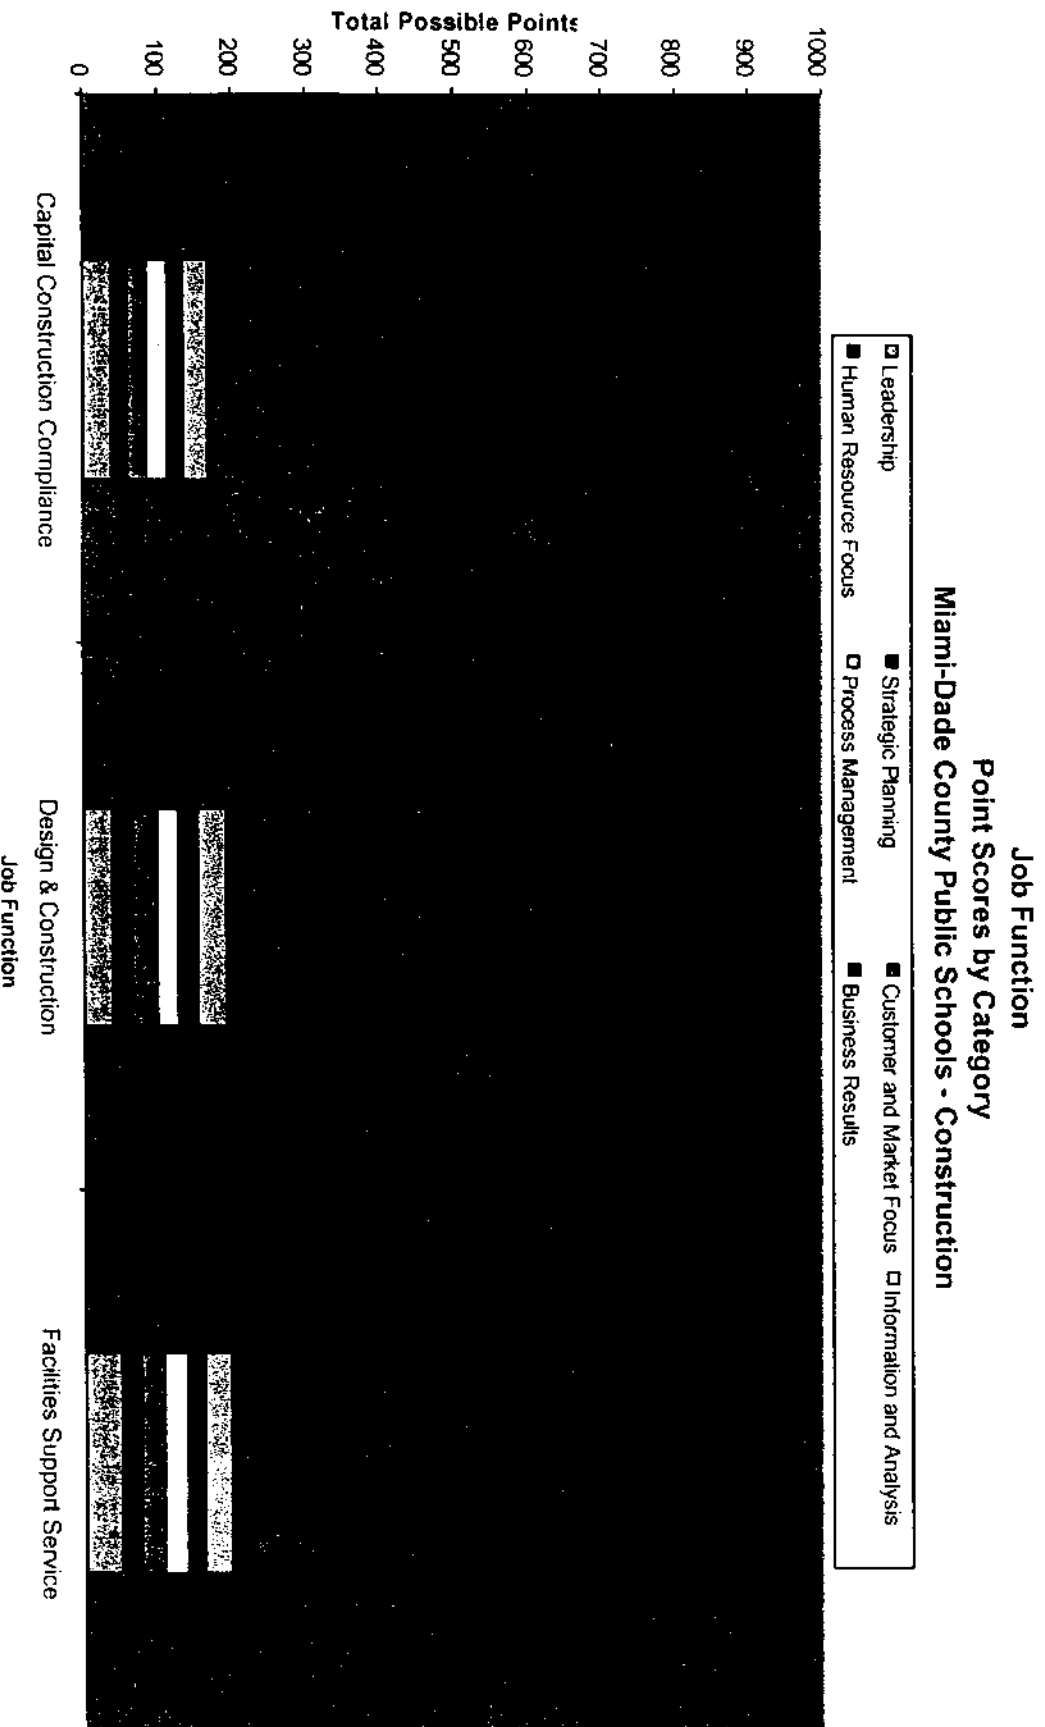 Job Function
Point Scores by Category
Miami-Dade County Public Schools - Construction
Leadership Strategic Planning Customer and Market Focus Information and Analysis
Human Resource Focus Process Management Business Results
Total Possible Points
1000
900
800
700
600
500
400
300
200
100
0
Capital Construction Compliance Design & Construction Facilities Support Service
Job Function